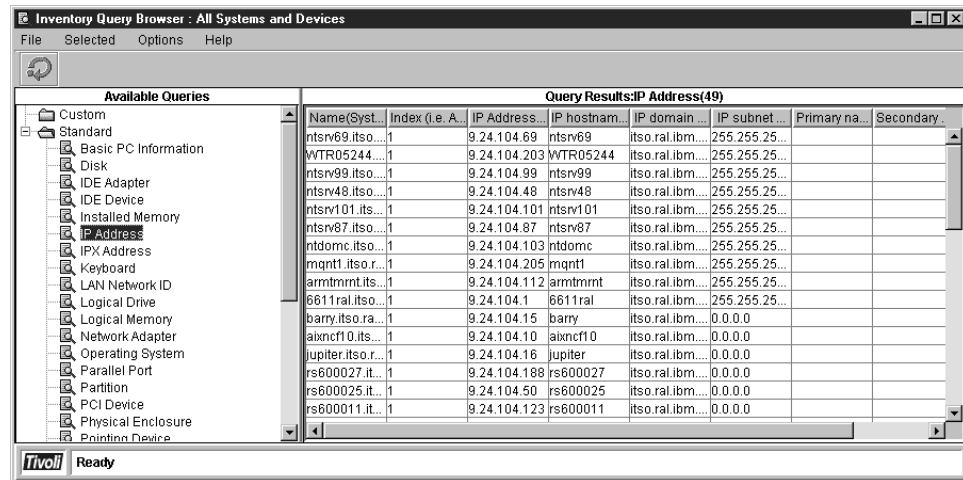 Inventory Query Browser : All Systems and Devices
File Selected Options Help
Available Queries
Custom
Standard
Basic PC Information
Disk
IDE Adapter
IDE Device
Installed Memory
IP Address
IPX Address
Keyboard
LAN Network ID
Logical Drive
Logical Memory
Network Adapter
Operating System
Parallel Port
Partition
PCI Device
Physical Enclosure
Pointing Device
Query Results:IP Address(49)
Name(Syst... Index (i.e. A... IP Address... IP hostnam... IP domain ... IP subnet ... Primary na... Secondary .
ntsrv69.itso.... 1 9.24.104.69 ntsrv69 itso.ral.ibm.... 255.255.25...
WTR05244.... 1 9.24.104.203 WTR05244 itso.ral.ibm.... 255.255.25...
ntsrv99.itso.... 1 9.24.104.99 ntsrv99 itso.ral.ibm.... 255.255.25...
ntsrv48.itso.... 1 9.24.104.48 ntsrv48 itso.ral.ibm.... 255.255.25...
ntsrv101.its... 1 9.24.104.101 ntsrv101 itso.ral.ibm.... 255.255.25...
ntsrv87.itso.... 1 9.24.104.87 ntsrv87 itso.ral.ibm.... 255.255.25...
ntdomc.itso... 1 9.24.104.103 ntdomc itso.ral.ibm.... 255.255.25...
mqnt1.itso.r... 1 9.24.104.205 mqnt1 itso.ral.ibm.... 255.255.25...
armtmrnt.its... 1 9.24.104.112 armtmrnt itso.ral.ibm.... 255.255.25...
6611ral.itso... 1 9.24.104.1 6611ral itso.ral.ibm.... 255.255.25...
barry.itso.ra... 1 9.24.104.15 barry itso.ral.ibm.... 0.0.0.0
aixncf10.its... 1 9.24.104.10 aixncf10 itso.ral.ibm.... 0.0.0.0
jupiter.itso.r... 1 9.24.104.16 jupiter itso.ral.ibm.... 0.0.0.0
rs600027.it... 1 9.24.104.188 rs600027 itso.ral.ibm.... 0.0.0.0
rs600025.it... 1 9.24.104.50 rs600025 itso.ral.ibm.... 0.0.0.0
rs600011.it... 1 9.24.104.123 rs600011 itso.ral.ibm.... 0.0.0.0
Tivoli Ready